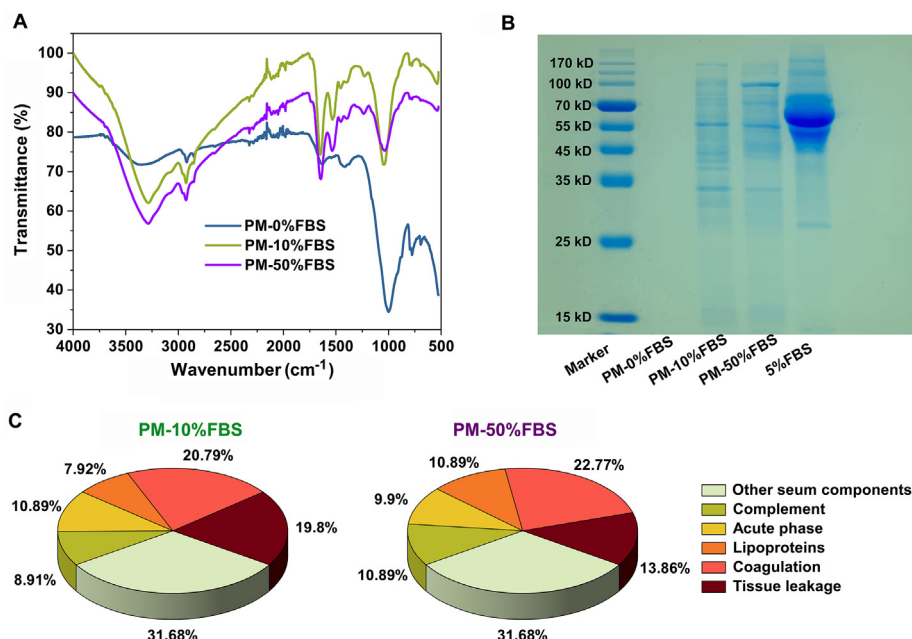 A
Transmittance (%)
100
90
80
70
60
50
40
30
PM-0%FBS
PM-10%FBS
PM-50%FBS
4000 3500 3000 2500 2000 1500 1000 500
Wavenumber (cm⁻¹)
B
170 kD
100 kD
70 kD
55 kD
45 kD
35 kD
25 kD
15 kD
Marker
PM-0%FBS
PM-10%FBS
PM-50%FBS
5%FBS
C
PM-10%FBS
20.79%
7.92%
10.89%
19.8%
8.91%
31.68%
PM-50%FBS
22.77%
10.89%
9.9%
13.86%
10.89%
31.68%
Other seum components
Complement
Acute phase
Lipoproteins
Coagulation
Tissue leakage